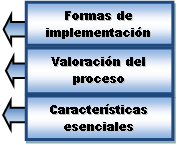 Formas de
implementación
Valoración del
proceso
Características
esenciales